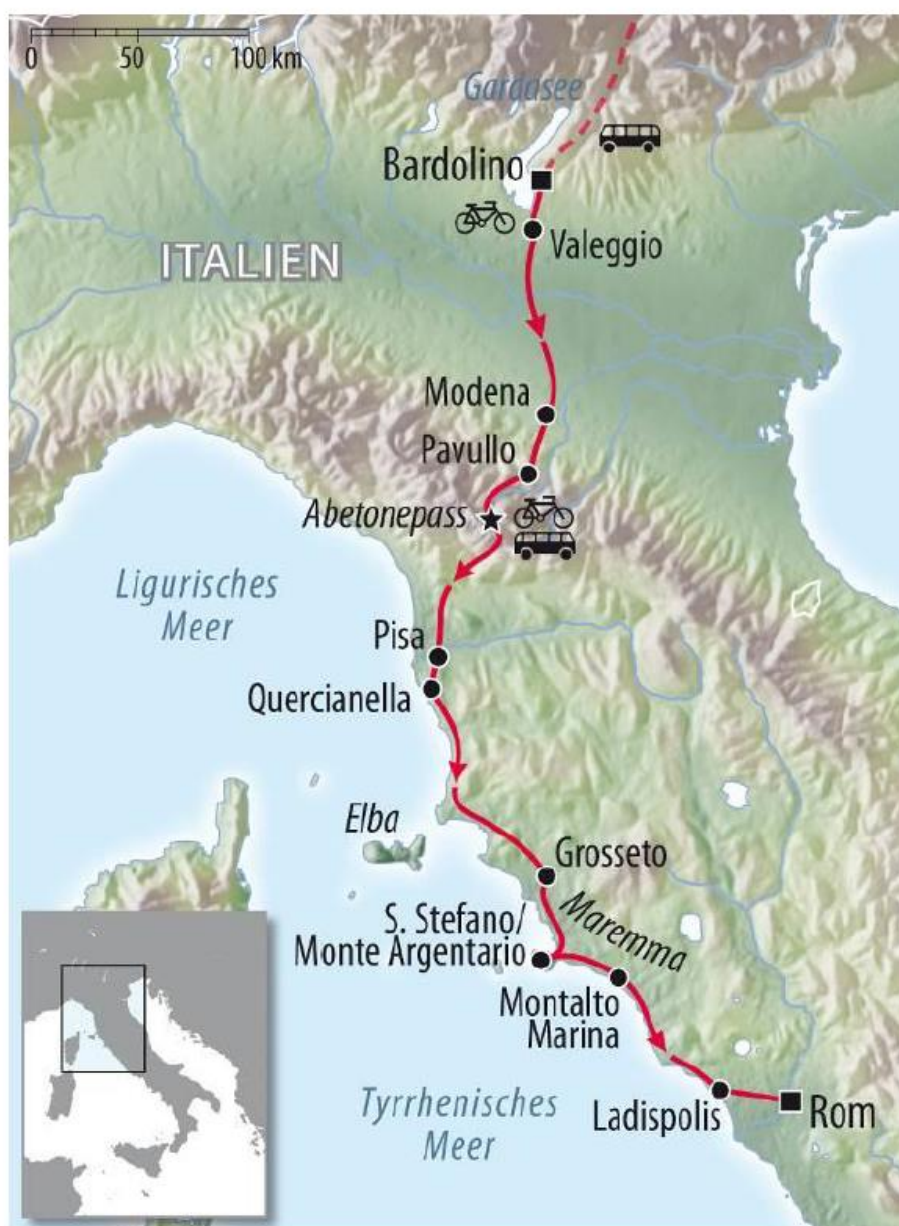 0 50 100 km
Gardasee
Bardolino
Valeggio
ITALIEN
Modena
Pavullo
Abetonepass
Ligurisches
Meer
Pisa
Quercianella
Elba
Grosseto
Maremma
S. Stefano/
Monte Argentario
Montalto
Marina
Tyrrhenisches
Meer
Ladispolis
Rom